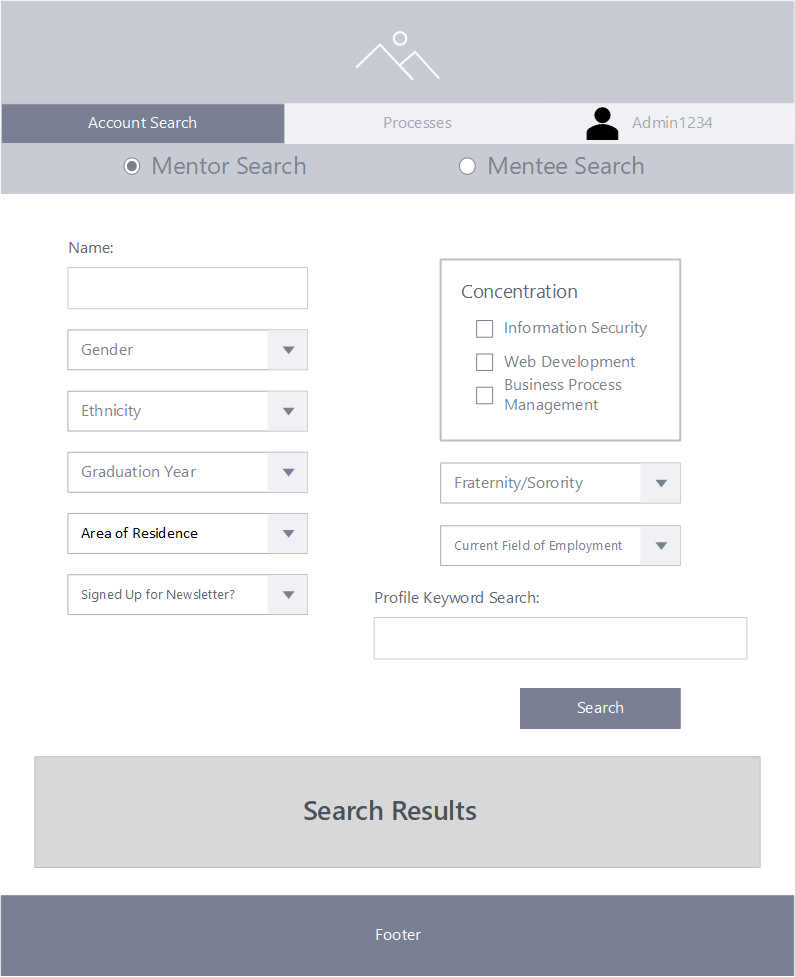 Account Search
Processes
Admin1234
Mentor Search
Mentee Search
Name:
Gender
Ethnicity
Graduation Year
Area of Residence
Signed Up for Newsletter?
Concentration
Information Security
Web Development
Business Process
Management
Fraternity/Sorority
Current Field of Employment
Profile Keyword Search:
Search
Search Results
Footer